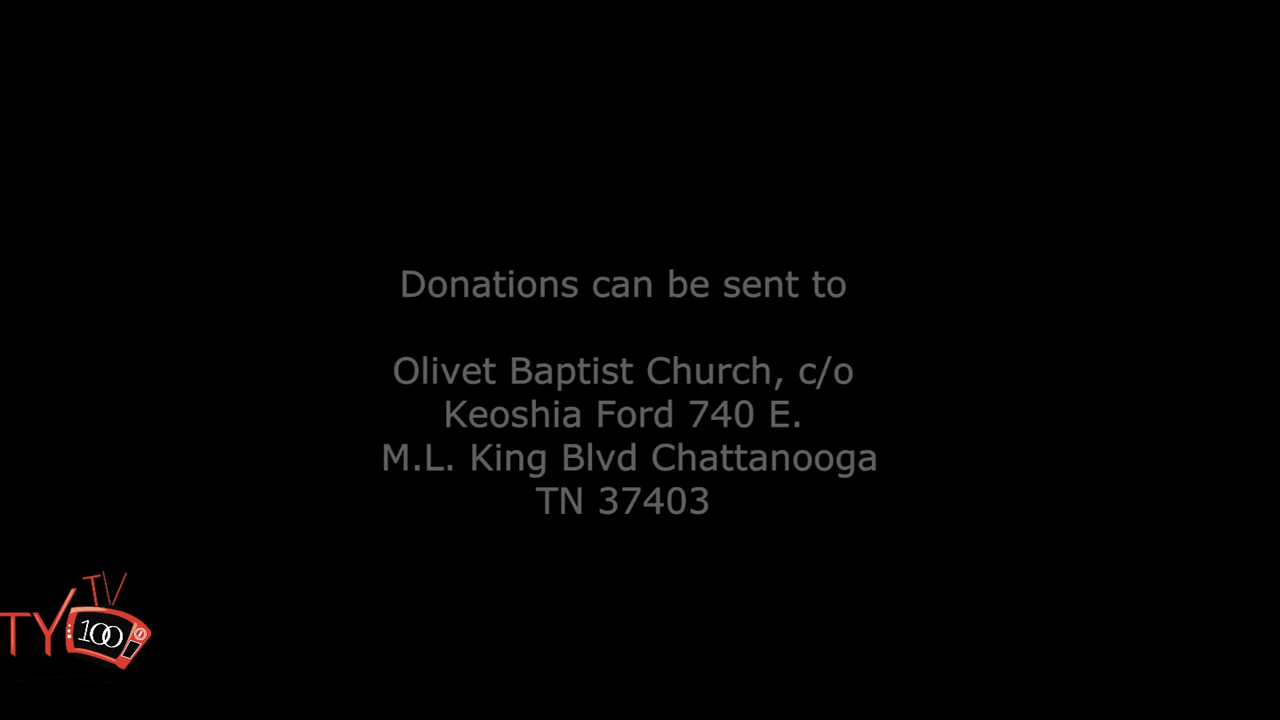 Donations can be sent to
Olivet Baptist Church, c/o
Keoshia Ford 740 E.
M.L. King Blvd Chattanooga
TN 37403
TV
TY 100